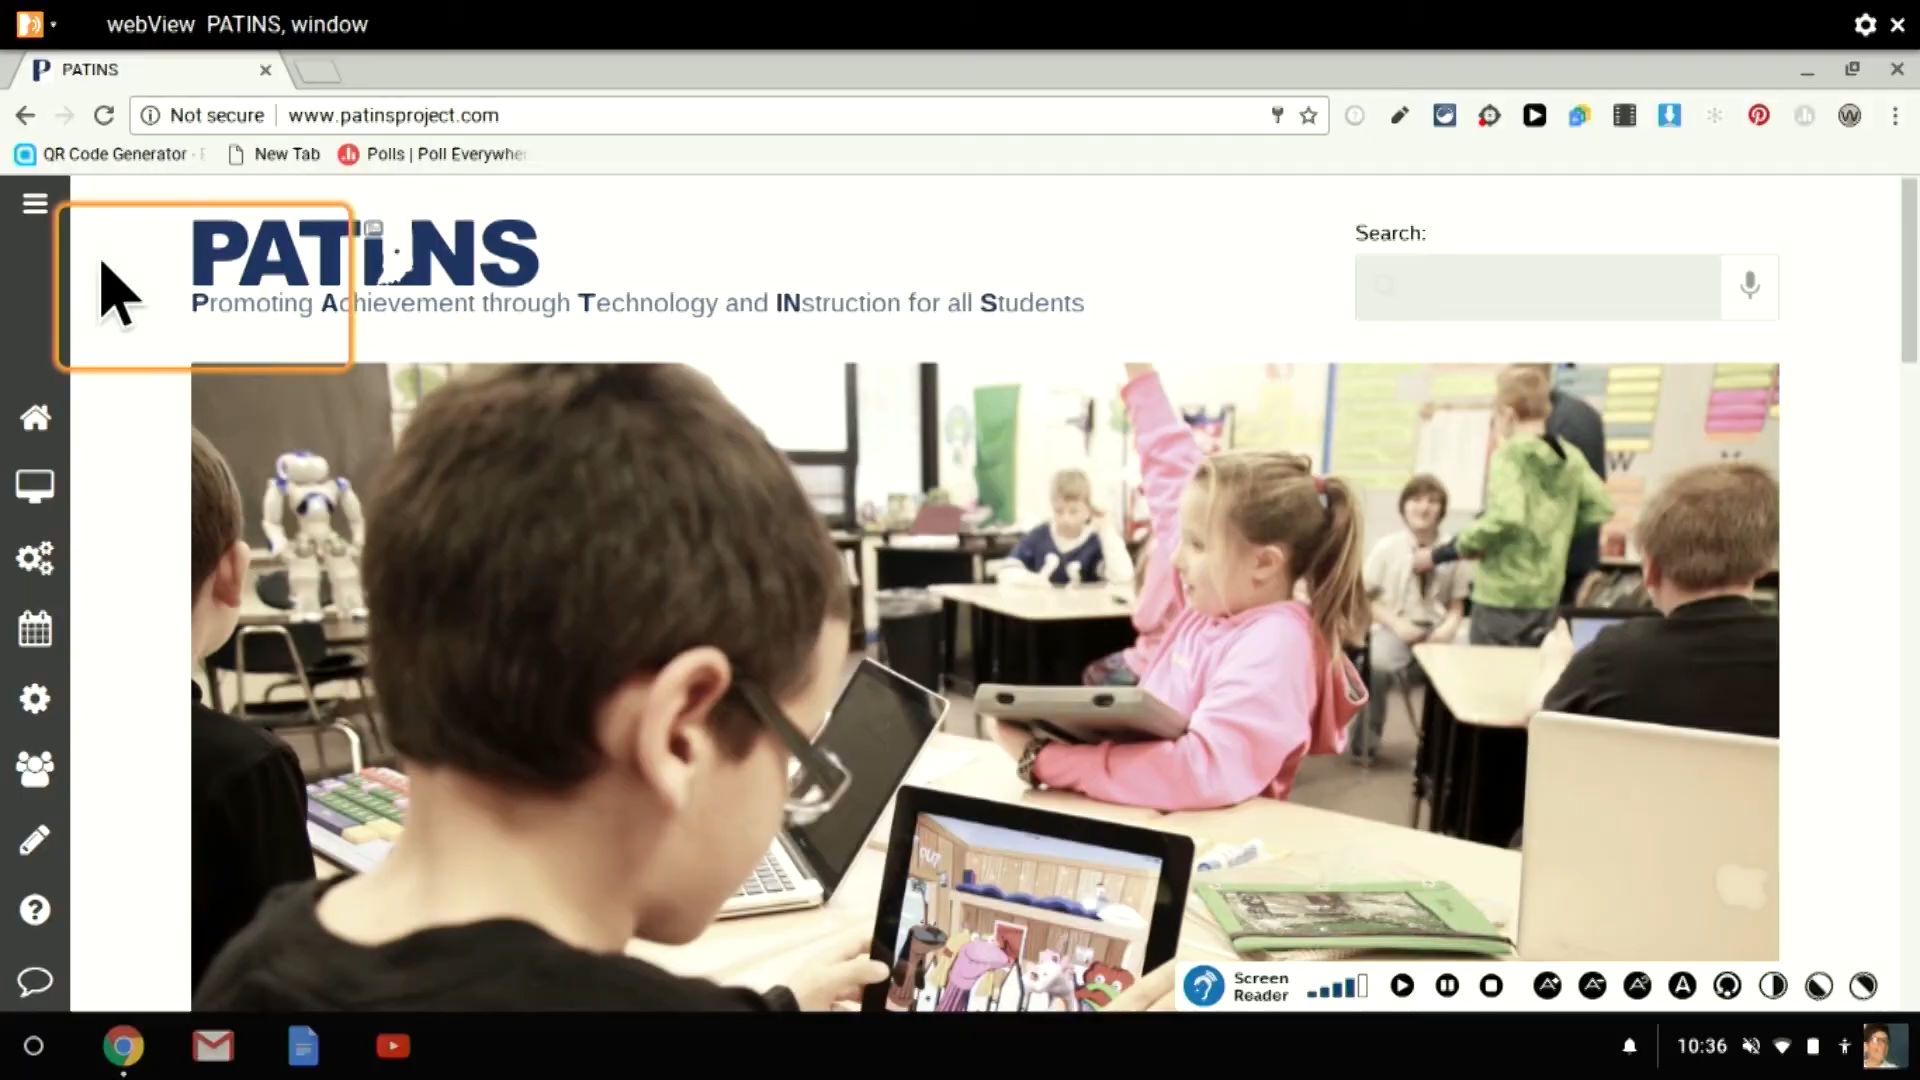 webView PATINS, window
PATINS
Not secure www.patinsproject.com
QR Code Generator - New Tab Polls | Poll Everywhe
PATiNS
Promoting Achievement through Technology and INstruction for all Students
Search:
Screen
Reader
10:36